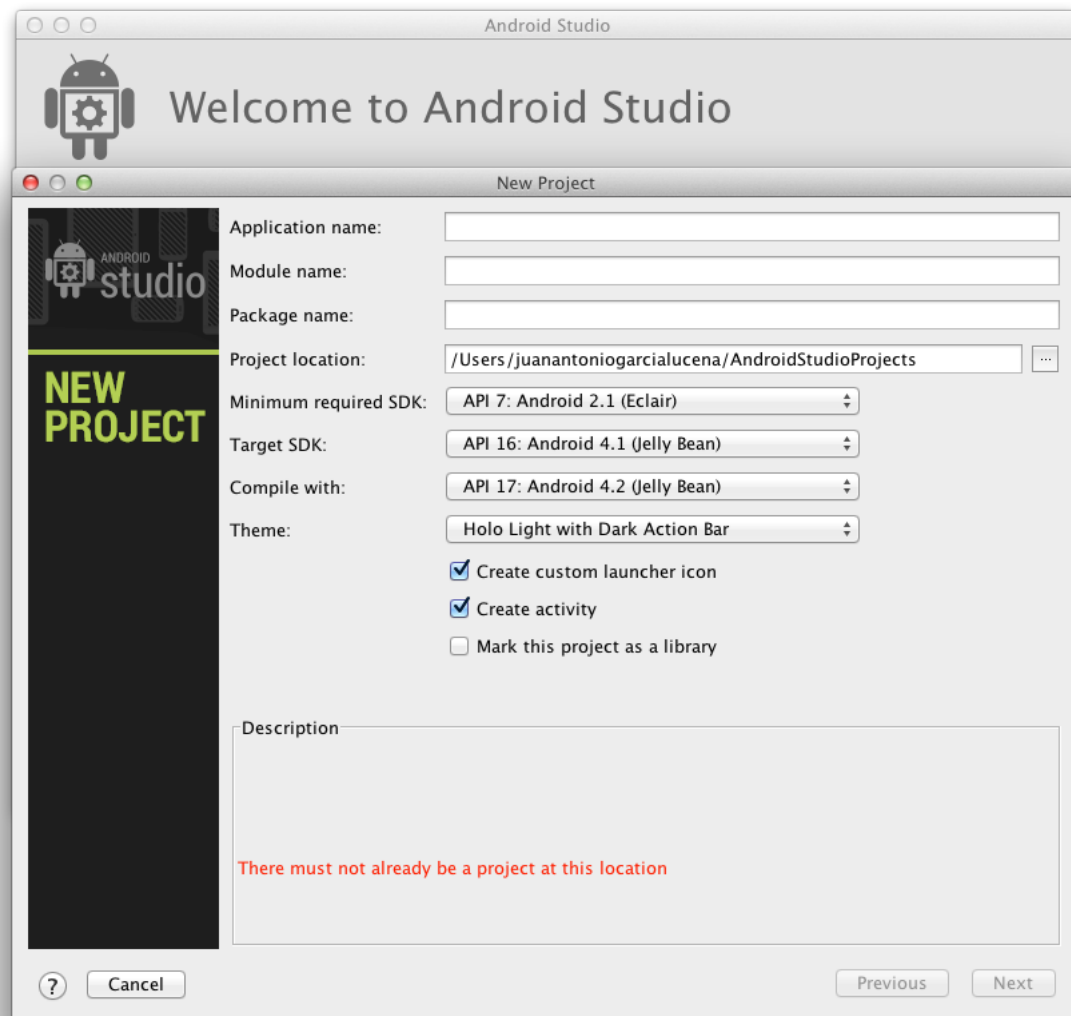 Android Studio
Welcome to Android Studio
New Project
ANDROID
studio
NEW
PROJECT
Application name:
Module name:
Package name:
Project location: /Users/juanantoniogarcialucena/AndroidStudioProjects ...
Minimum required SDK: API 7: Android 2.1 (Eclair)
Target SDK: API 16: Android 4.1 (Jelly Bean)
Compile with: API 17: Android 4.2 (Jelly Bean)
Theme: Holo Light with Dark Action Bar
Create custom launcher icon
Create activity
Mark this project as a library
Description
There must not already be a project at this location
? Cancel Previous Next